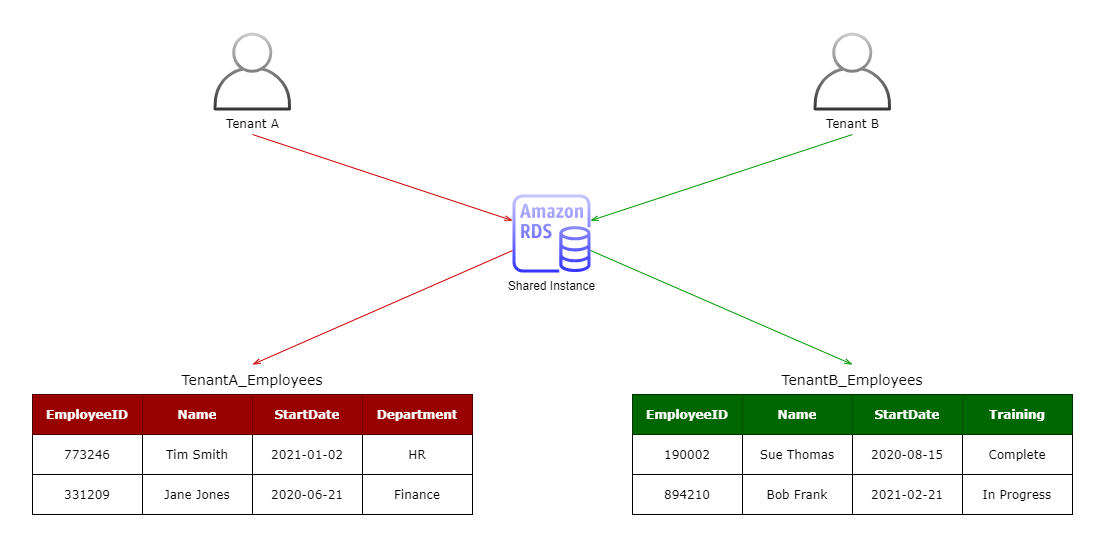 Tenant A
Tenant B
Amazon
RDS
Shared Instance
TenantA_Employees
EmployeeID Name StartDate Department
773246 Tim Smith 2021-01-02 HR
331209 Jane Jones 2020-06-21 Finance
TenantB_Employees
EmployeeID Name StartDate Training
190002 Sue Thomas 2020-08-15 Complete
894210 Bob Frank 2021-02-21 In Progress